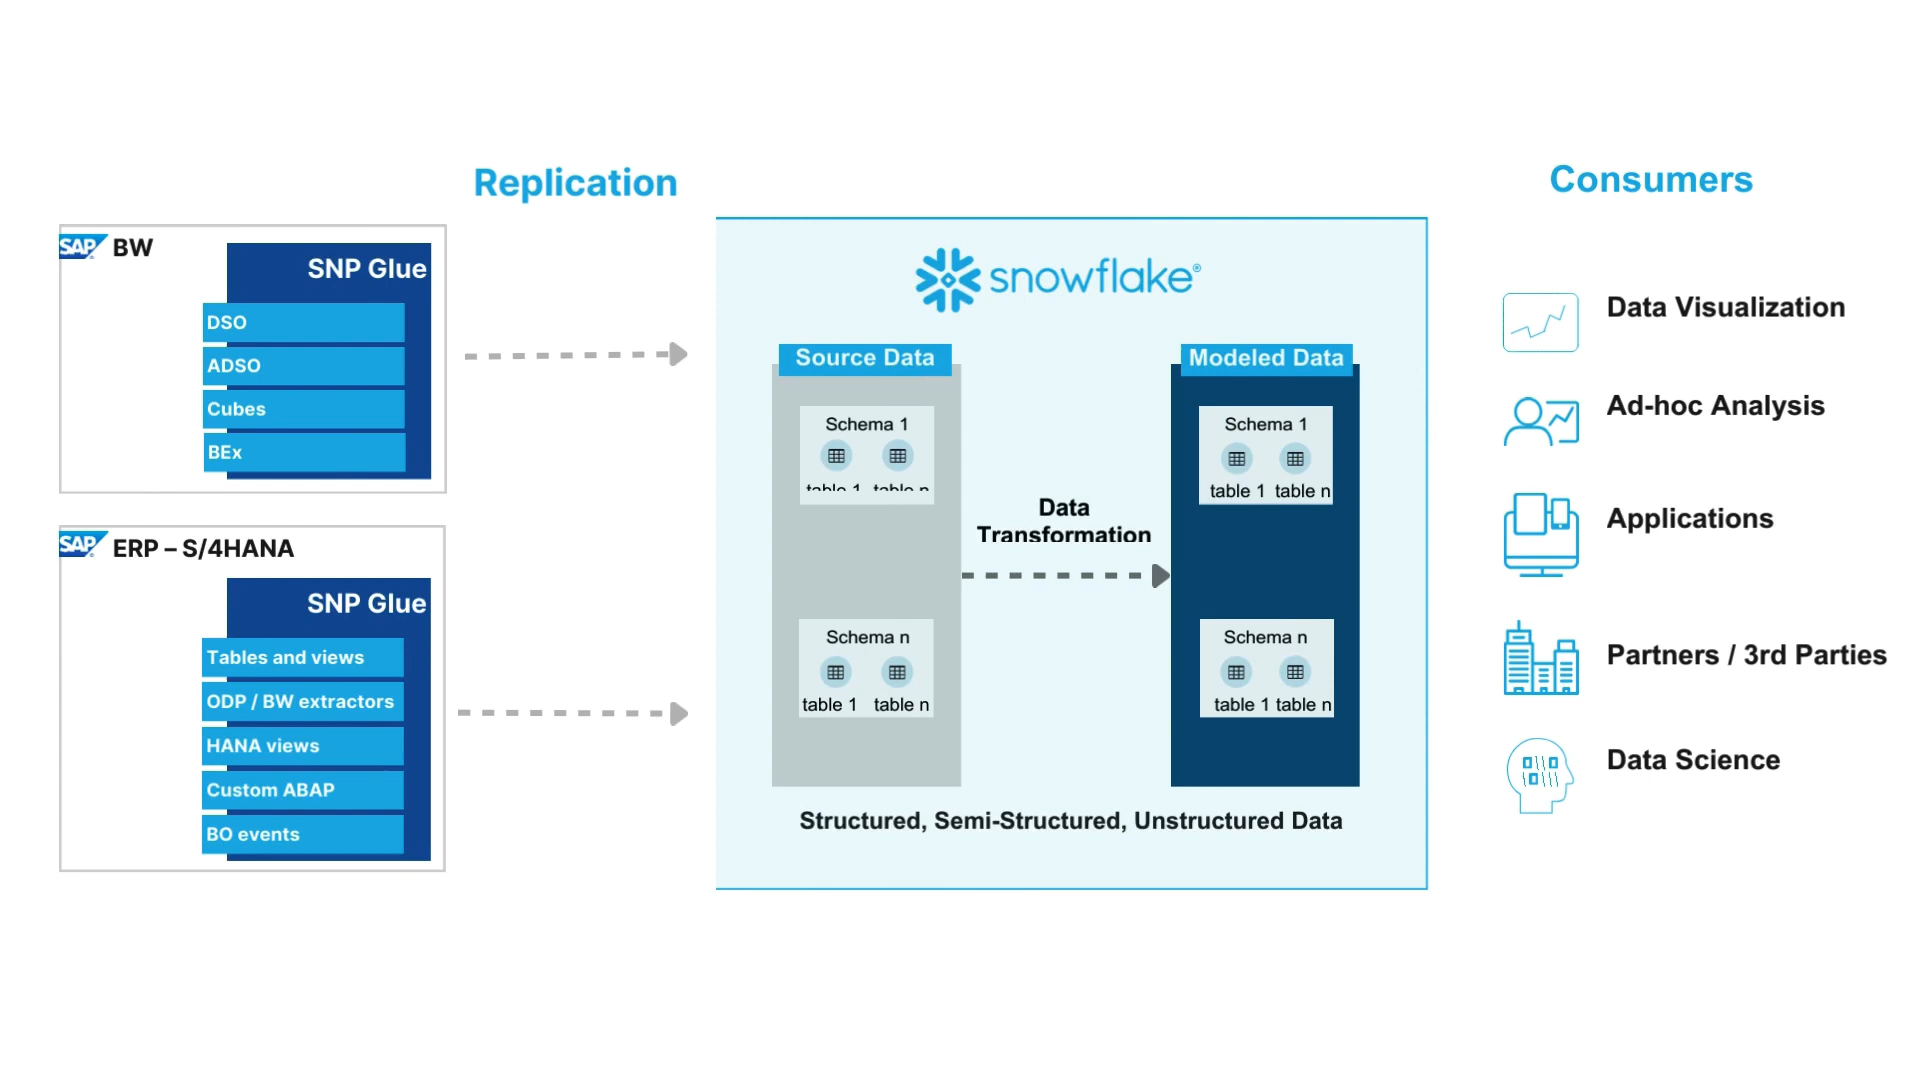 Replication
Consumers
SAP BW
SNP Glue
DSO
ADSO
Cubes
BEx
SAP ERP – S/4HANA
SNP Glue
Tables and views
ODP / BW extractors
HANA views
Custom ABAP
BO events
snowflake®
Source Data
Schema 1
table 1 table n
Schema n
table 1 table n
Data
Transformation
Modeled Data
Schema 1
table 1 table n
Schema n
table 1 table n
Structured, Semi-Structured, Unstructured Data
Data Visualization
Ad-hoc Analysis
Applications
Partners / 3rd Parties
Data Science